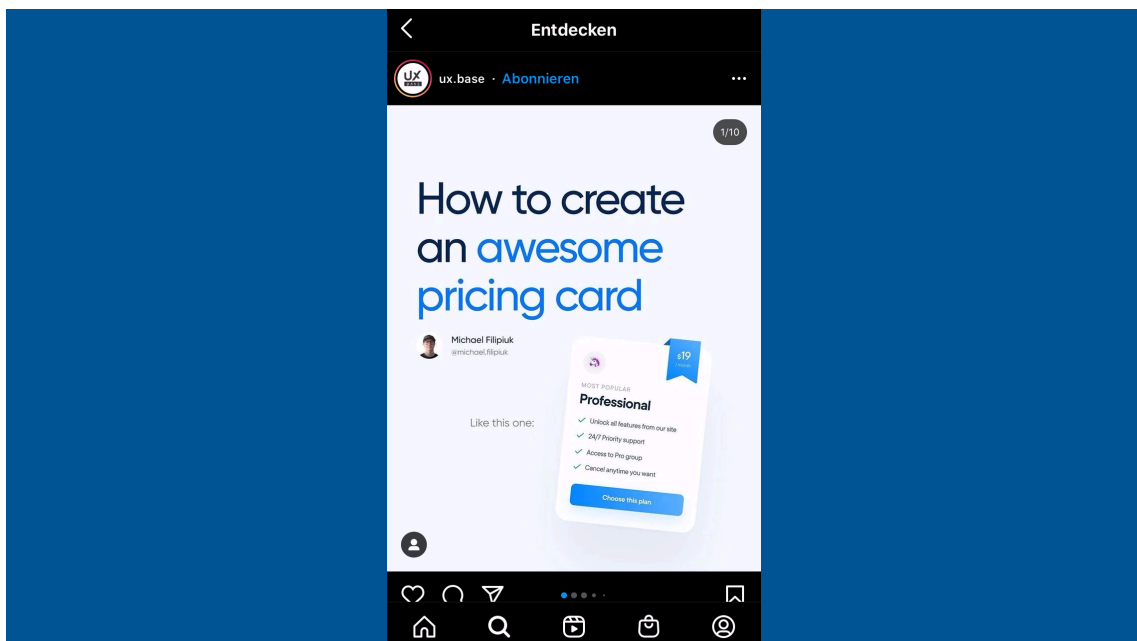 Entdecken
UX
ux.base · Abonnieren
1/10
How to create
an awesome
pricing card
Michael Filipiuk
@michael.filipiuk
$19
MOST POPULAR
Professional
Like this one:
Unlock all features from our site
24/7 Priority support
Access to Pro group
Cancel anytime you want
Choose this plan